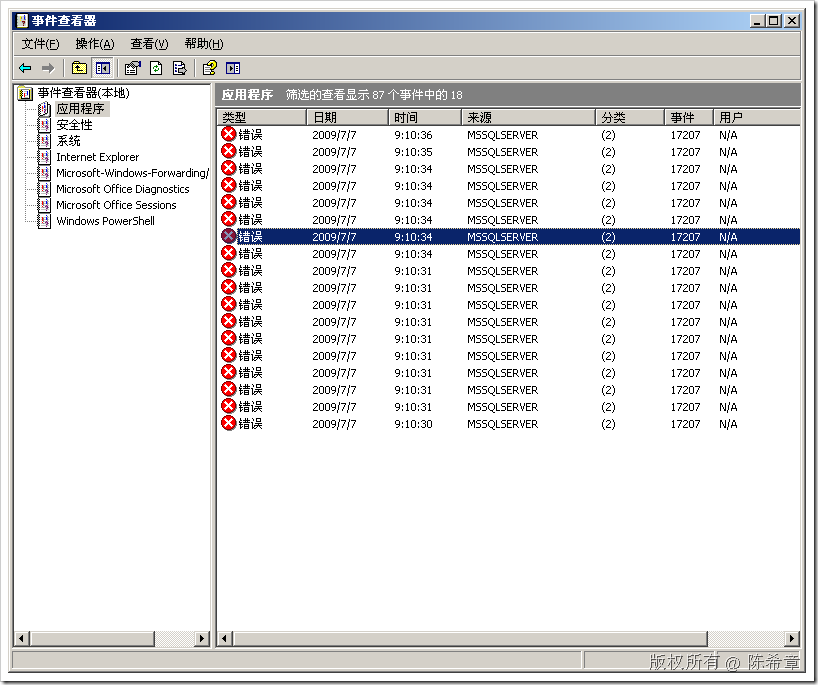 事件查看器
文件(F) 操作(A) 查看(V) 帮助(H)
事件查看器(本地)
应用程序
安全性
系统
Internet Explorer
Microsoft-Windows-Forwarding/
Microsoft Office Diagnostics
Microsoft Office Sessions
Windows PowerShell
应用程序 筛选的查看显示 87 个事件中的 18
类型 日期 时间 来源 分类 事件 用户
错误 2009/7/7 9:10:36 MSSQLSERVER (2) 17207 N/A
错误 2009/7/7 9:10:35 MSSQLSERVER (2) 17207 N/A
错误 2009/7/7 9:10:34 MSSQLSERVER (2) 17207 N/A
错误 2009/7/7 9:10:34 MSSQLSERVER (2) 17207 N/A
错误 2009/7/7 9:10:34 MSSQLSERVER (2) 17207 N/A
错误 2009/7/7 9:10:34 MSSQLSERVER (2) 17207 N/A
错误 2009/7/7 9:10:34 MSSQLSERVER (2) 17207 N/A
错误 2009/7/7 9:10:34 MSSQLSERVER (2) 17207 N/A
错误 2009/7/7 9:10:31 MSSQLSERVER (2) 17207 N/A
错误 2009/7/7 9:10:31 MSSQLSERVER (2) 17207 N/A
错误 2009/7/7 9:10:31 MSSQLSERVER (2) 17207 N/A
错误 2009/7/7 9:10:31 MSSQLSERVER (2) 17207 N/A
错误 2009/7/7 9:10:31 MSSQLSERVER (2) 17207 N/A
错误 2009/7/7 9:10:31 MSSQLSERVER (2) 17207 N/A
错误 2009/7/7 9:10:31 MSSQLSERVER (2) 17207 N/A
错误 2009/7/7 9:10:31 MSSQLSERVER (2) 17207 N/A
错误 2009/7/7 9:10:31 MSSQLSERVER (2) 17207 N/A
错误 2009/7/7 9:10:30 MSSQLSERVER (2) 17207 N/A
版权所有 @ 陈希章